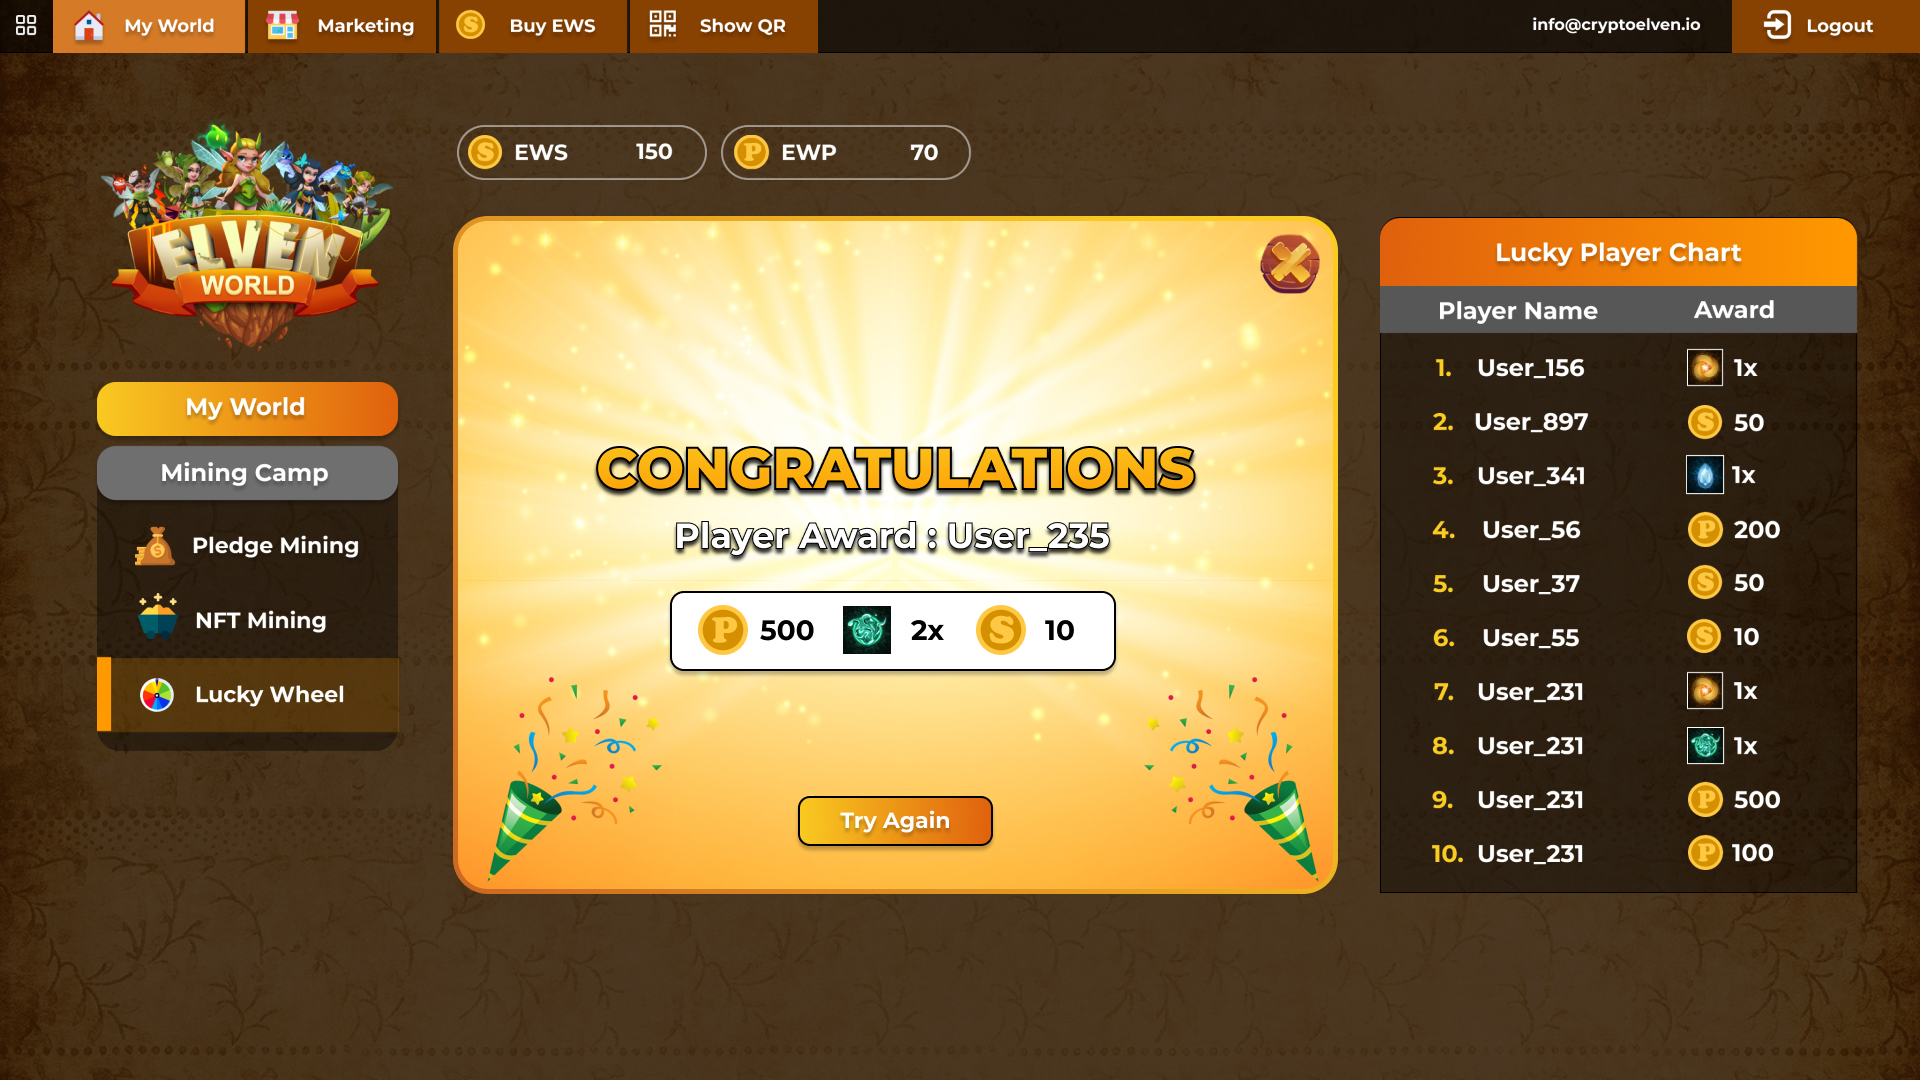 My World
Marketing
Buy EWS
Show QR
info@cryptoelven.io
Logout
ELVEN
WORLD
EWS 150
EWP 70
My World
Mining Camp
Pledge Mining
NFT Mining
Lucky Wheel
CONGRATULATIONS
Player Award : User_235
P 500 2x S 10
Try Again
Lucky Player Chart
Player Name Award
1. User_156 1x
2. User_897 S 50
3. User_341 1x
4. User_56 P 200
5. User_37 S 50
6. User_55 S 10
7. User_231 1x
8. User_231 1x
9. User_231 P 500
10. User_231 P 100